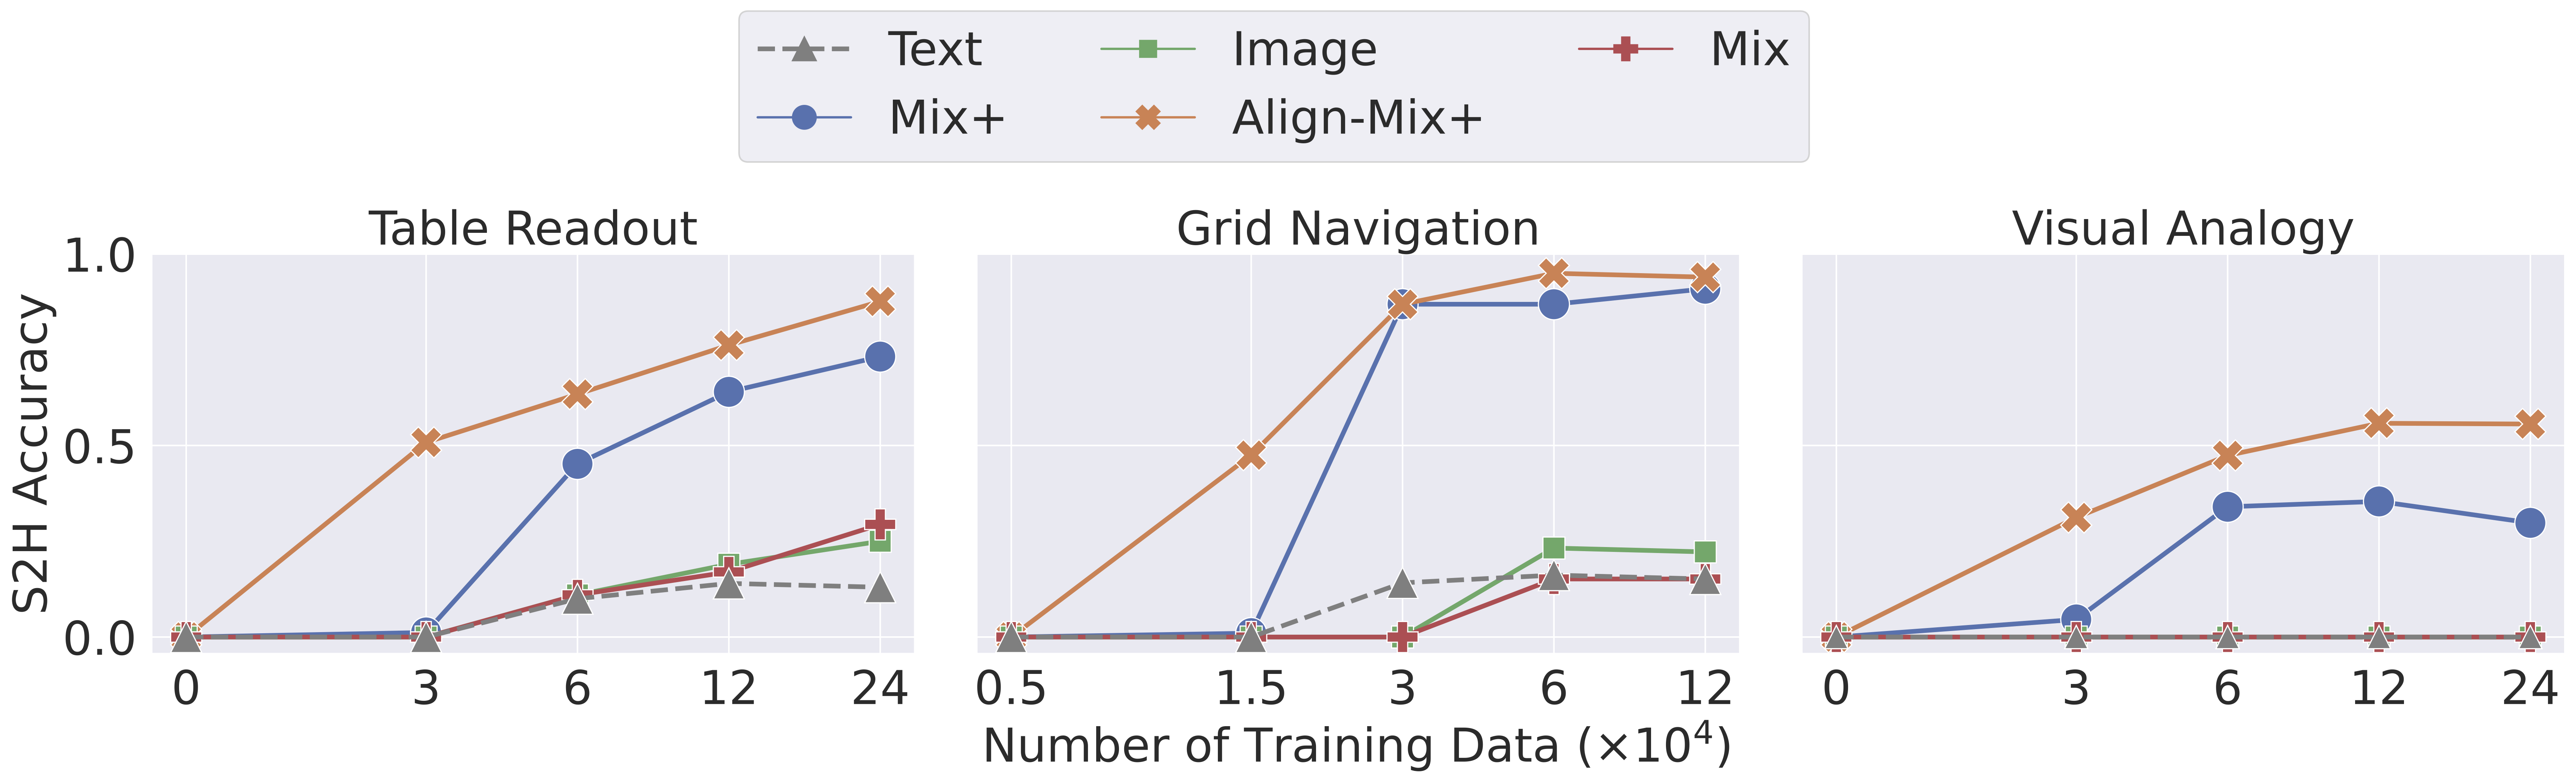 Text Image Mix
Mix+ Align-Mix+
Table Readout Grid Navigation Visual Analogy
S2H Accuracy
1.0
0.5
0.0
0 3 6 12 24 0.5 1.5 3 6 12 0 3 6 12 24
Number of Training Data (×10⁴)